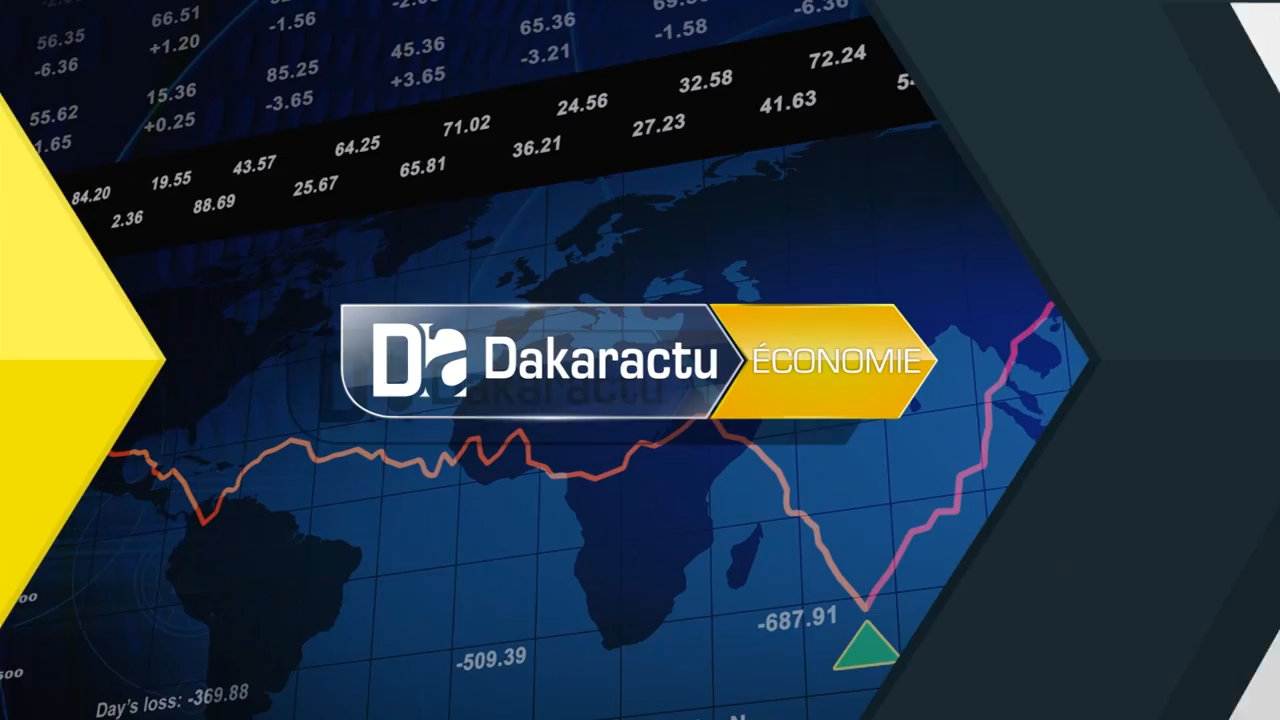 66.51 -1.56 65.36 -1.58 -6.36
56.35 +1.20 45.36 -3.21
-6.36 85.25 +3.65
15.36 -3.65
55.62 +0.25
1.65
84.20 19.55 43.57 64.25 71.02 24.56 32.58 72.24
2.36 88.69 25.67 65.81 36.21 27.23 41.63
Dakaractu ÉCONOMIE
-687.91
-509.39
Day's loss: -369.88